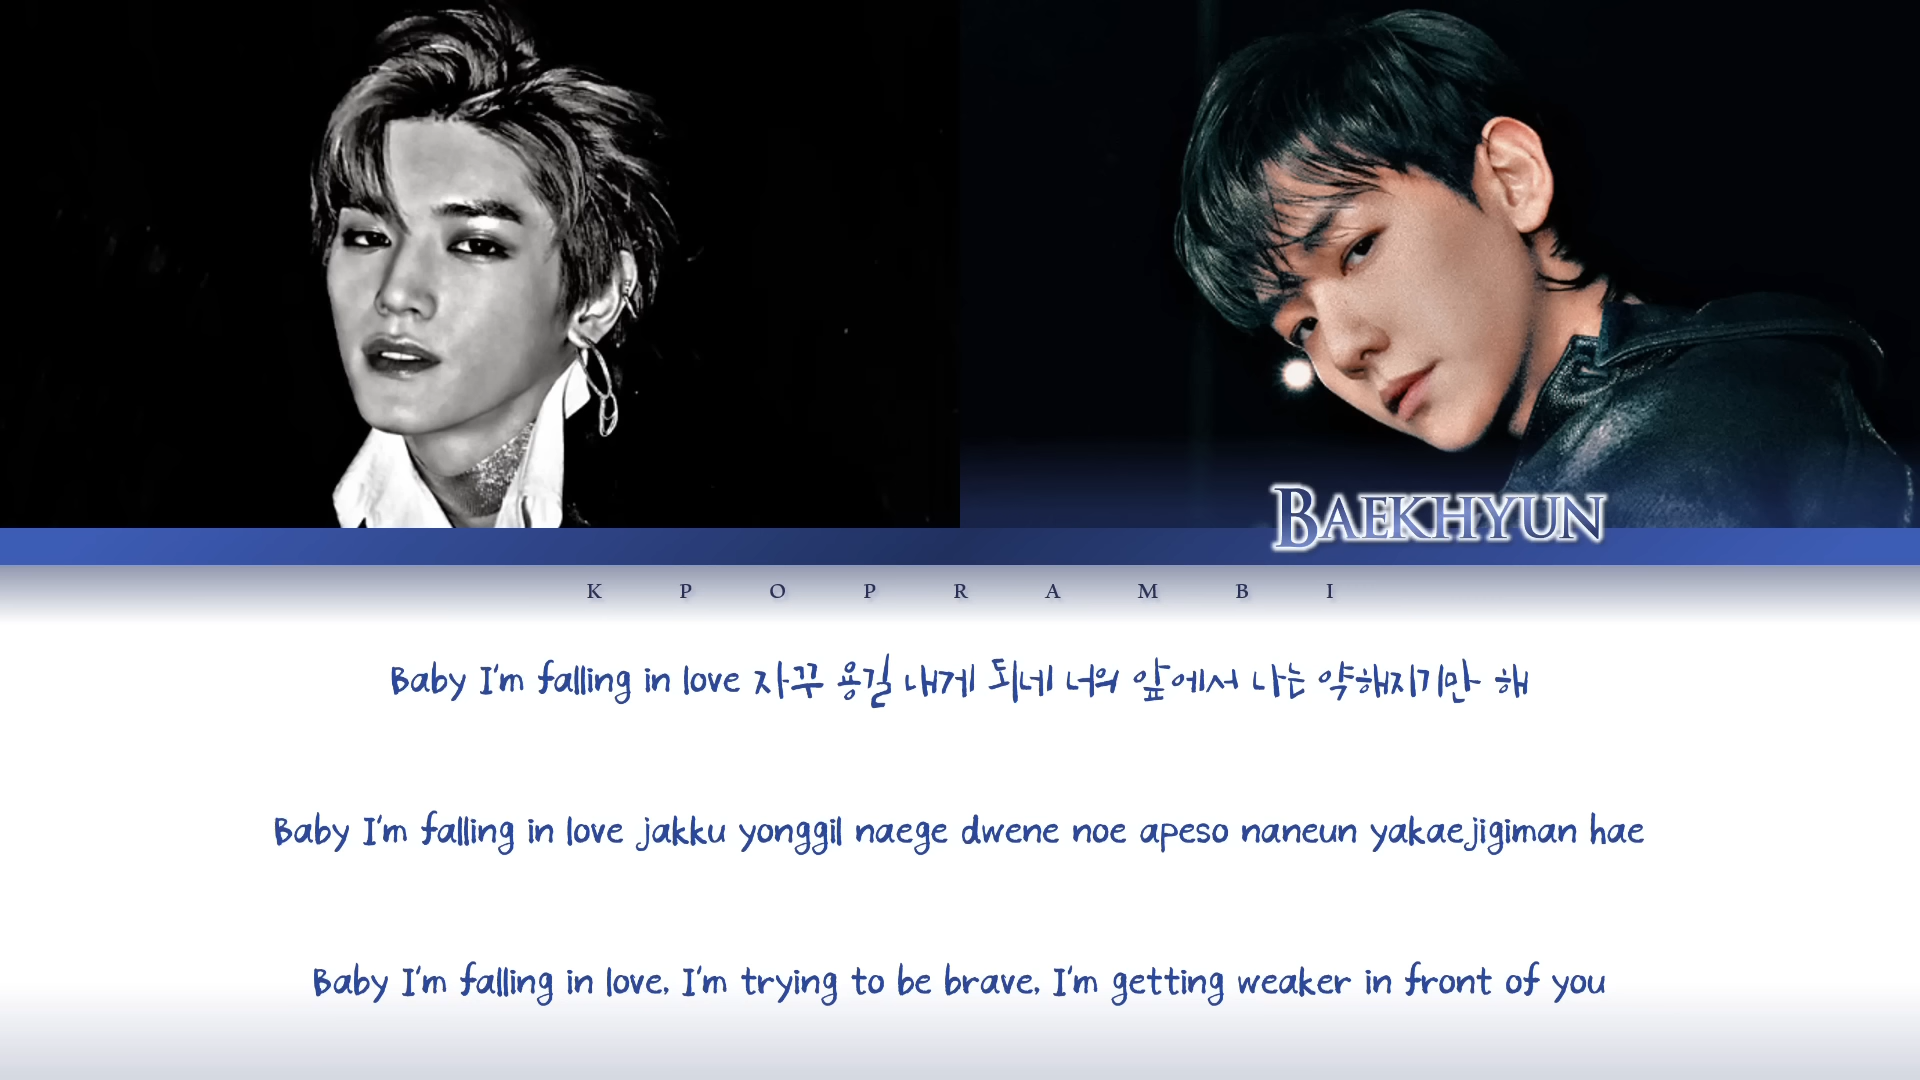 BAEKHYUN
K P O P R A M B I
Baby I'm falling in love 자꾸 용길 내게 되네 너의 앞에서 나는 약해지기만 해
Baby I'm falling in love jakku yonggil naege dwene noe apeso naneun yakaejigiman hae
Baby I'm falling in love, I'm trying to be brave, I'm getting weaker in front of you